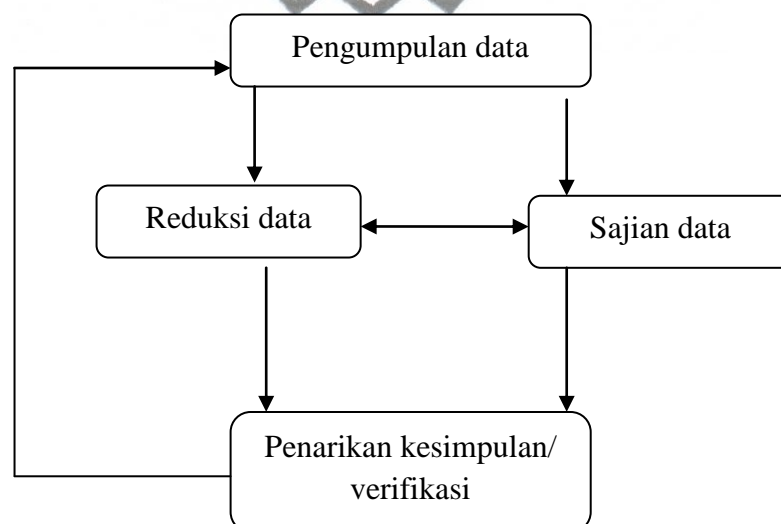 Pengumpulan data
Reduksi data
Sajian data
Penarikan kesimpulan/
verifikasi